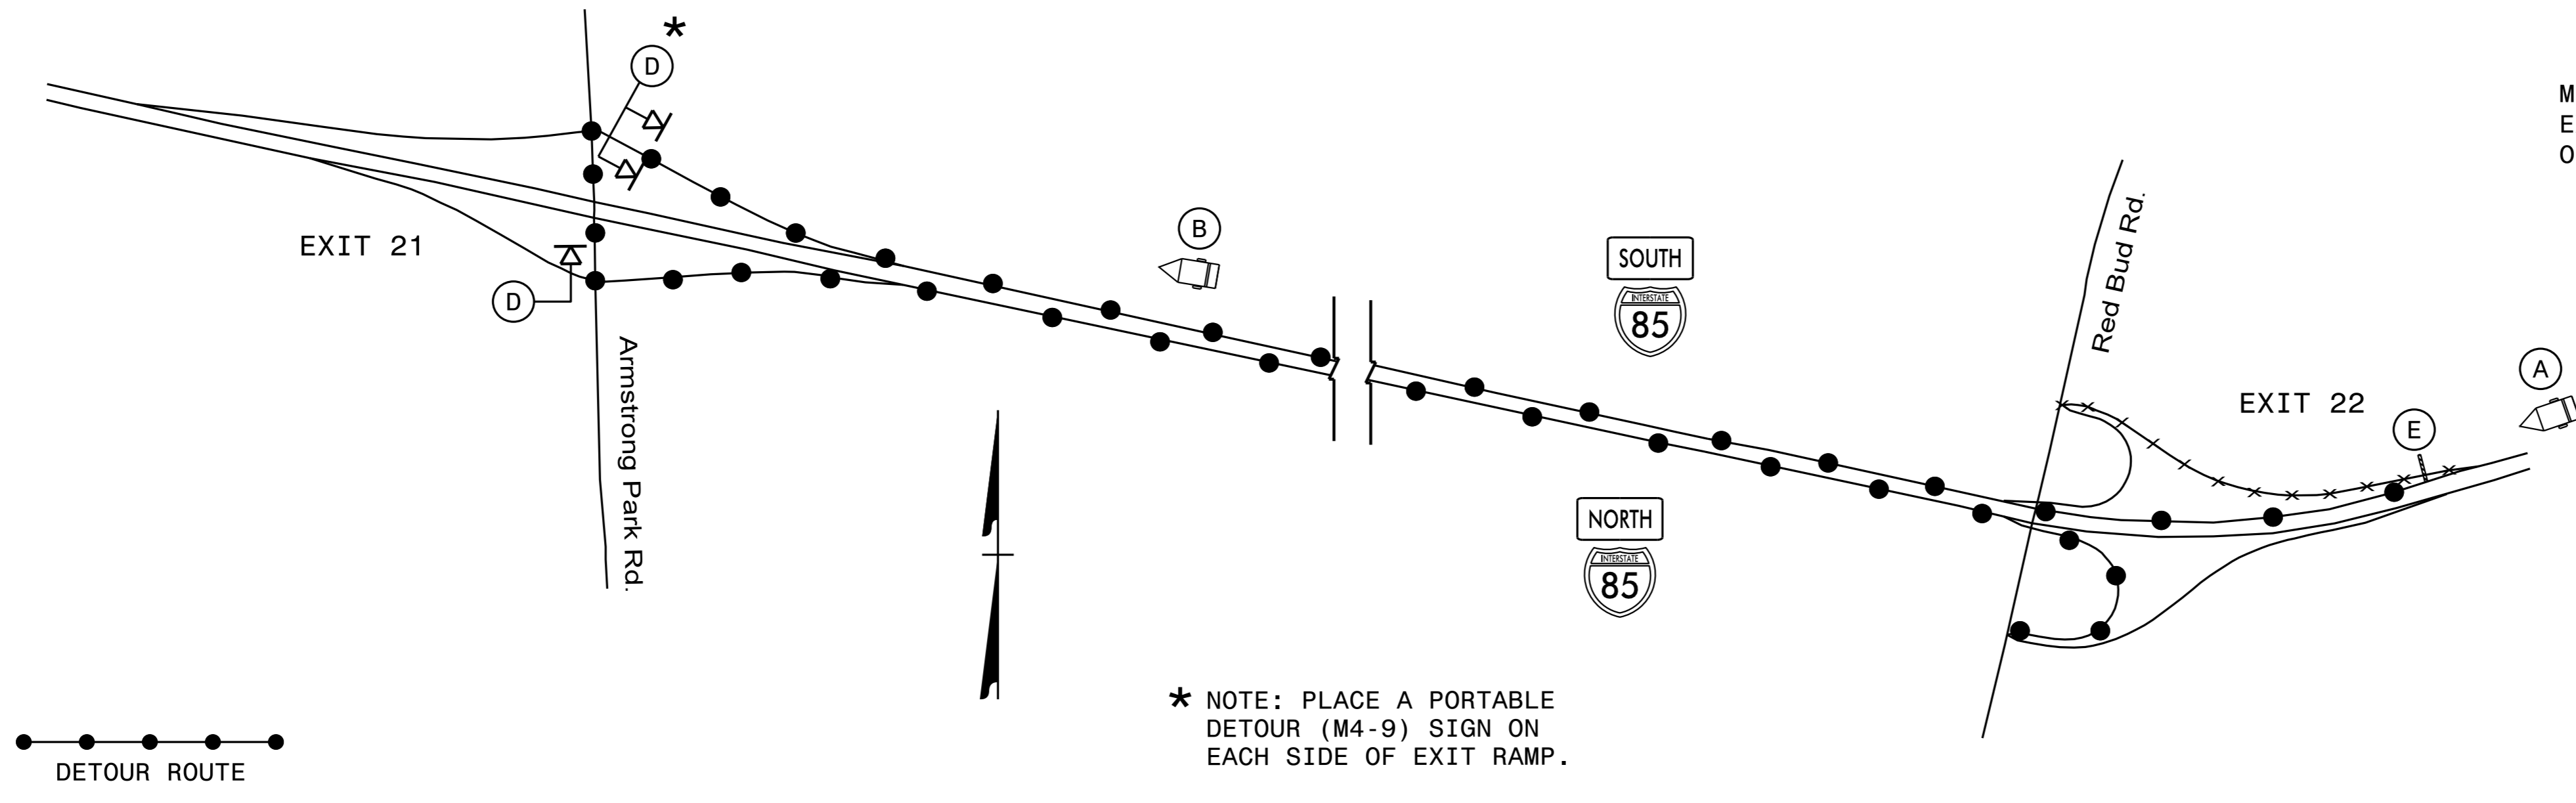 *
D
M
E
O
EXIT 21
D
Armstrong Park Rd.
B
SOUTH
INTERSTATE
85
NORTH
INTERSTATE
85
Red Bud Rd.
EXIT 22
A
E
* NOTE: PLACE A PORTABLE
DETOUR (M4-9) SIGN ON
EACH SIDE OF EXIT RAMP.
DETOUR ROUTE